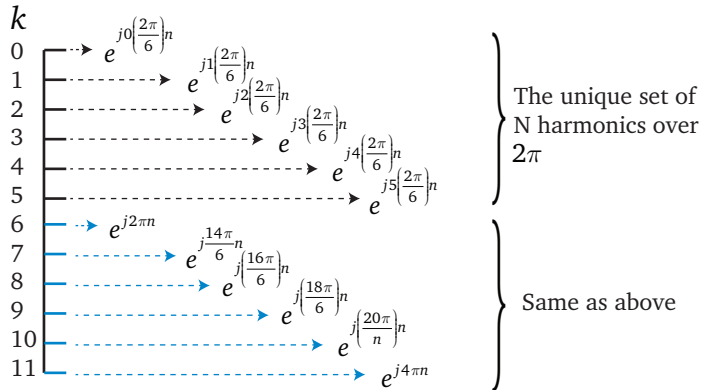 k
0 e^{j0(2π/6)n}
1 e^{j1(2π/6)n}
2 e^{j2(2π/6)n}
3 e^{j3(2π/6)n}
4 e^{j4(2π/6)n}
5 e^{j5(2π/6)n}
The unique set of
N harmonics over
2π
6 e^{j2πn}
7 e^{j(14π/6)n}
8 e^{j(16π/6)n}
9 e^{j(18π/6)n}
10 e^{j(20π/n)n}
11 e^{j4πn}
Same as above